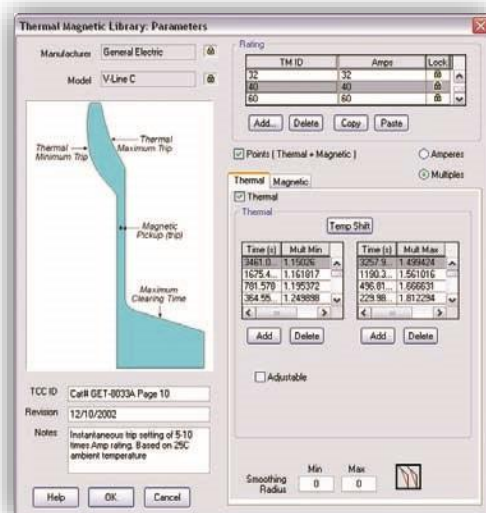 Thermal Magnetic Library: Parameters
Manufacturer General Electric
Model V-Line C
Thermal Minimum Trip
Thermal Maximum Trip
Magnetic Pickup (trip)
Maximum Clearing Time
TCC ID Cat# GET-8033A Page 10
Revision 12/10/2002
Notes Instantaneous trip setting of 5-10
times Amp rating. Based on 25C
ambient temperature
Help OK Cancel
Rating
TM ID Amps Lock
32 32
40 40
60 60
Add... Delete Copy Paste
Points ( Thermal + Magnetic ) Amperes
Multiples
Thermal Magnetic
Thermal
Thermal
Temp Shift
Time (s) Mult Min Time (s) Mult Max
3461.0... 1.15026 3257.9... 1.499424
1675.4... 1.161817 1190.3... 1.561016
781.578 1.195372 496.81... 1.666631
364.55... 1.249898 229.98... 1.812294
Add Delete Add Delete
Adjustable
Min Max
Smoothing Radius 0 0